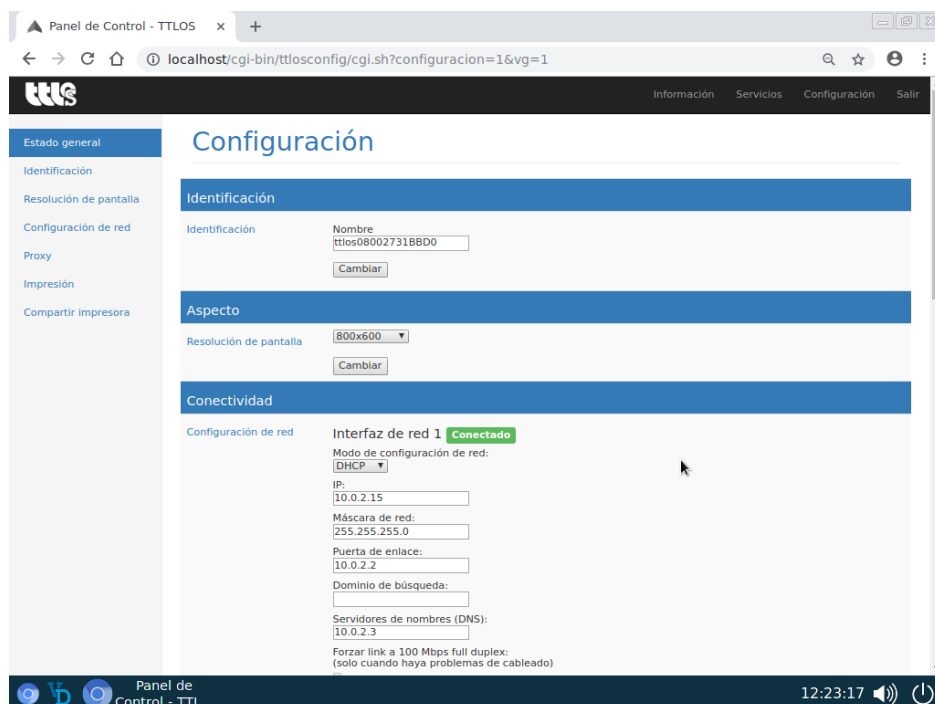 Panel de Control - TTLOS
localhost/cgi-bin/ttlosconfig/cgi.sh?configuracion=1&vg=1
ttls
Información Servicios Configuración Salir
Estado general
Identificación
Resolución de pantalla
Configuración de red
Proxy
Impresión
Compartir impresora
Configuración
Identificación
Identificación
Nombre
ttlos08002731BBD0
Cambiar
Aspecto
Resolución de pantalla
800x600
Cambiar
Conectividad
Configuración de red
Interfaz de red 1 Conectado
Modo de configuración de red:
DHCP
IP:
10.0.2.15
Máscara de red:
255.255.255.0
Puerta de enlace:
10.0.2.2
Dominio de búsqueda:
Servidores de nombres (DNS):
10.0.2.3
Forzar link a 100 Mbps full duplex:
(solo cuando haya problemas de cableado)
VD
Panel de
Control - TTL
12:23:17